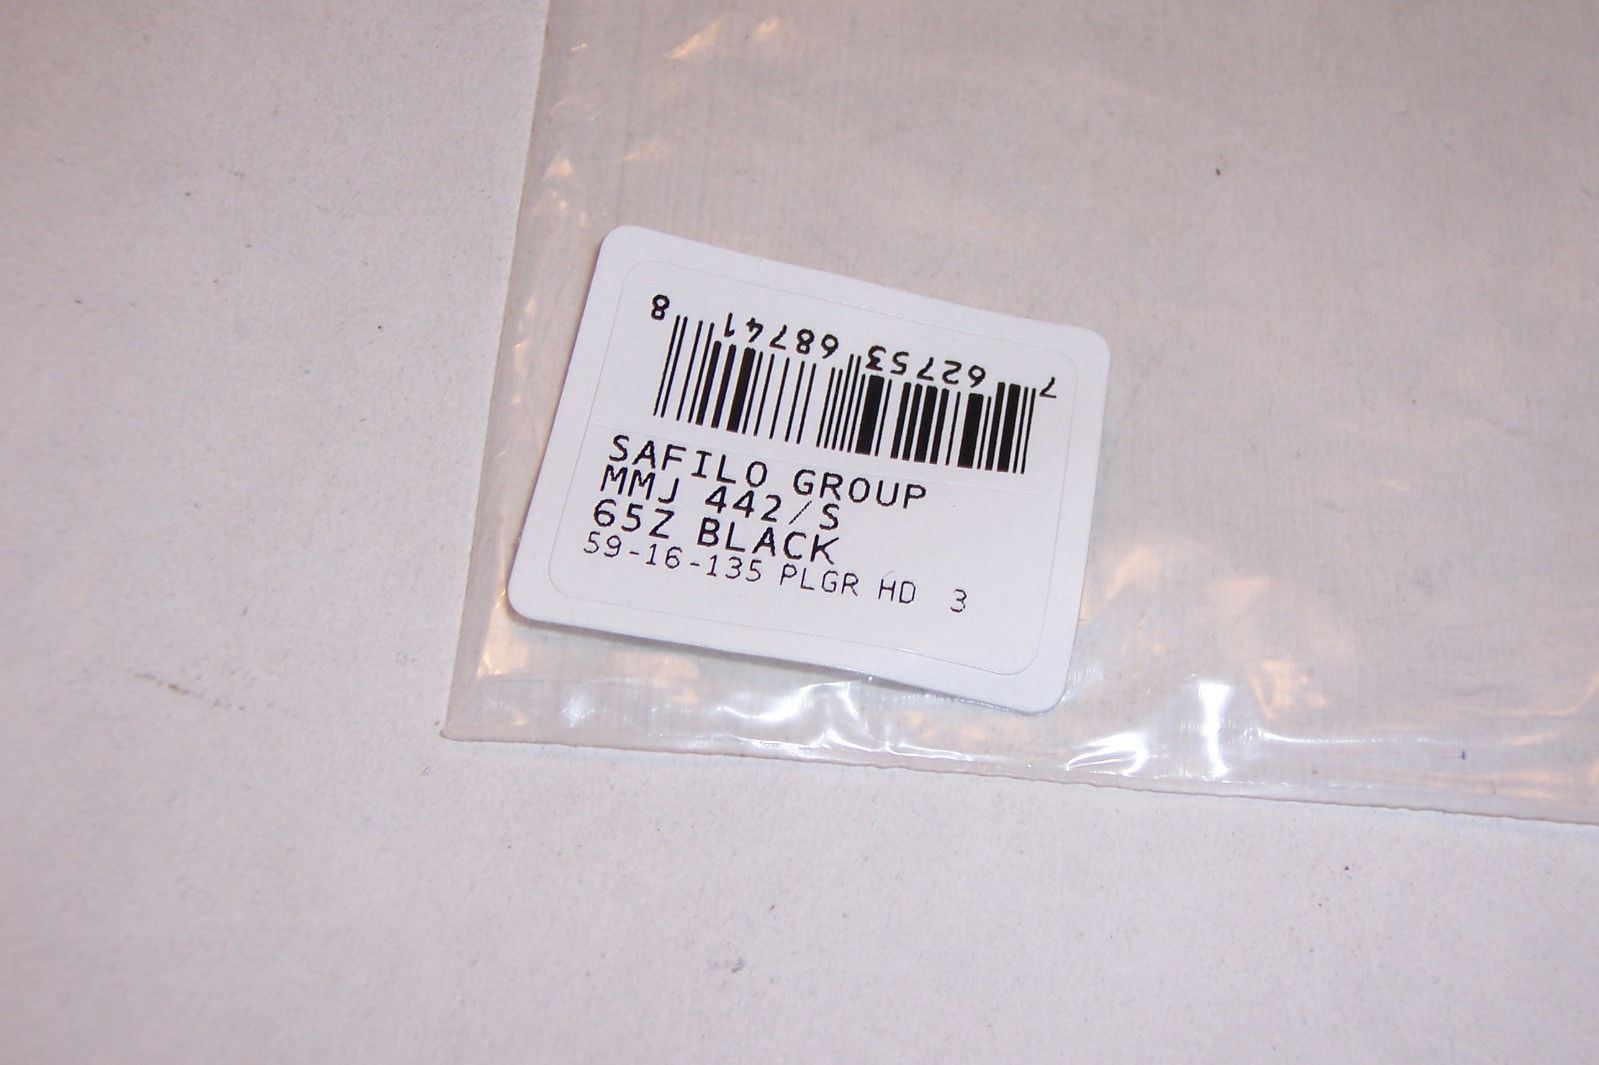 7 62753 68741 8
SAFILO GROUP
MMJ 442/S
65Z BLACK
59-16-135 PLGR HD 3